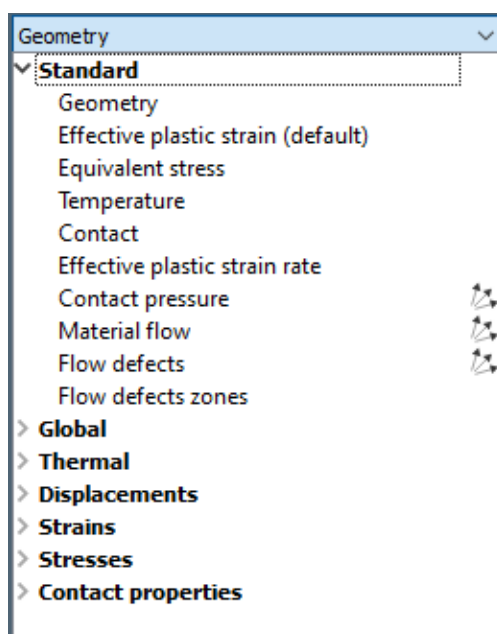 Geometry
Standard
Geometry
Effective plastic strain (default)
Equivalent stress
Temperature
Contact
Effective plastic strain rate
Contact pressure
Material flow
Flow defects
Flow defects zones
Global
Thermal
Displacements
Strains
Stresses
Contact properties